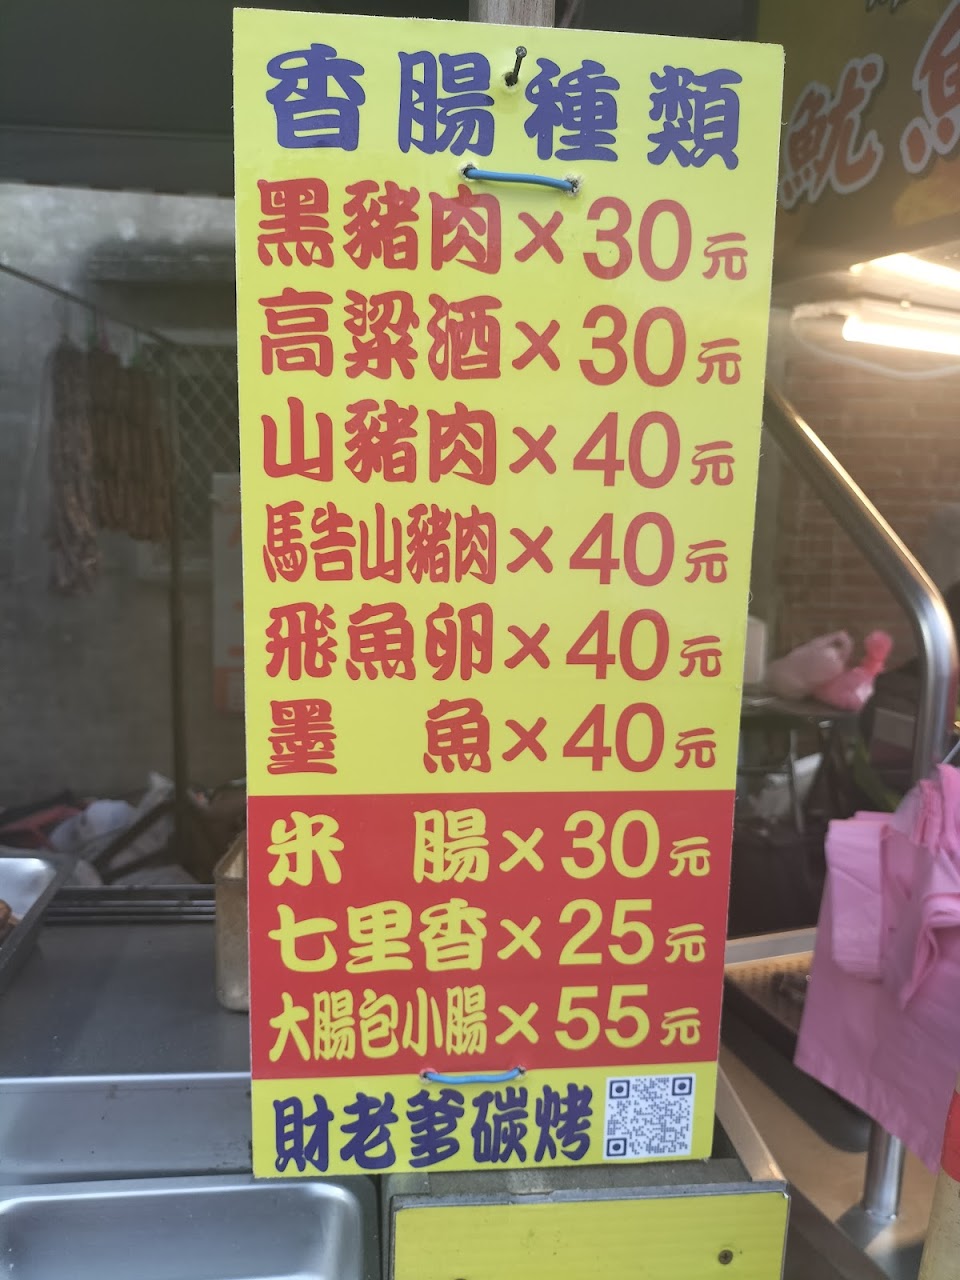 香腸種類
黑豬肉×30元
高粱酒×30元
山豬肉×40元
馬告山豬肉×40元
飛魚卵×40元
墨魚×40元
米腸×30元
七里香×25元
大腸包小腸×55元
財老爹碳烤
魷魚